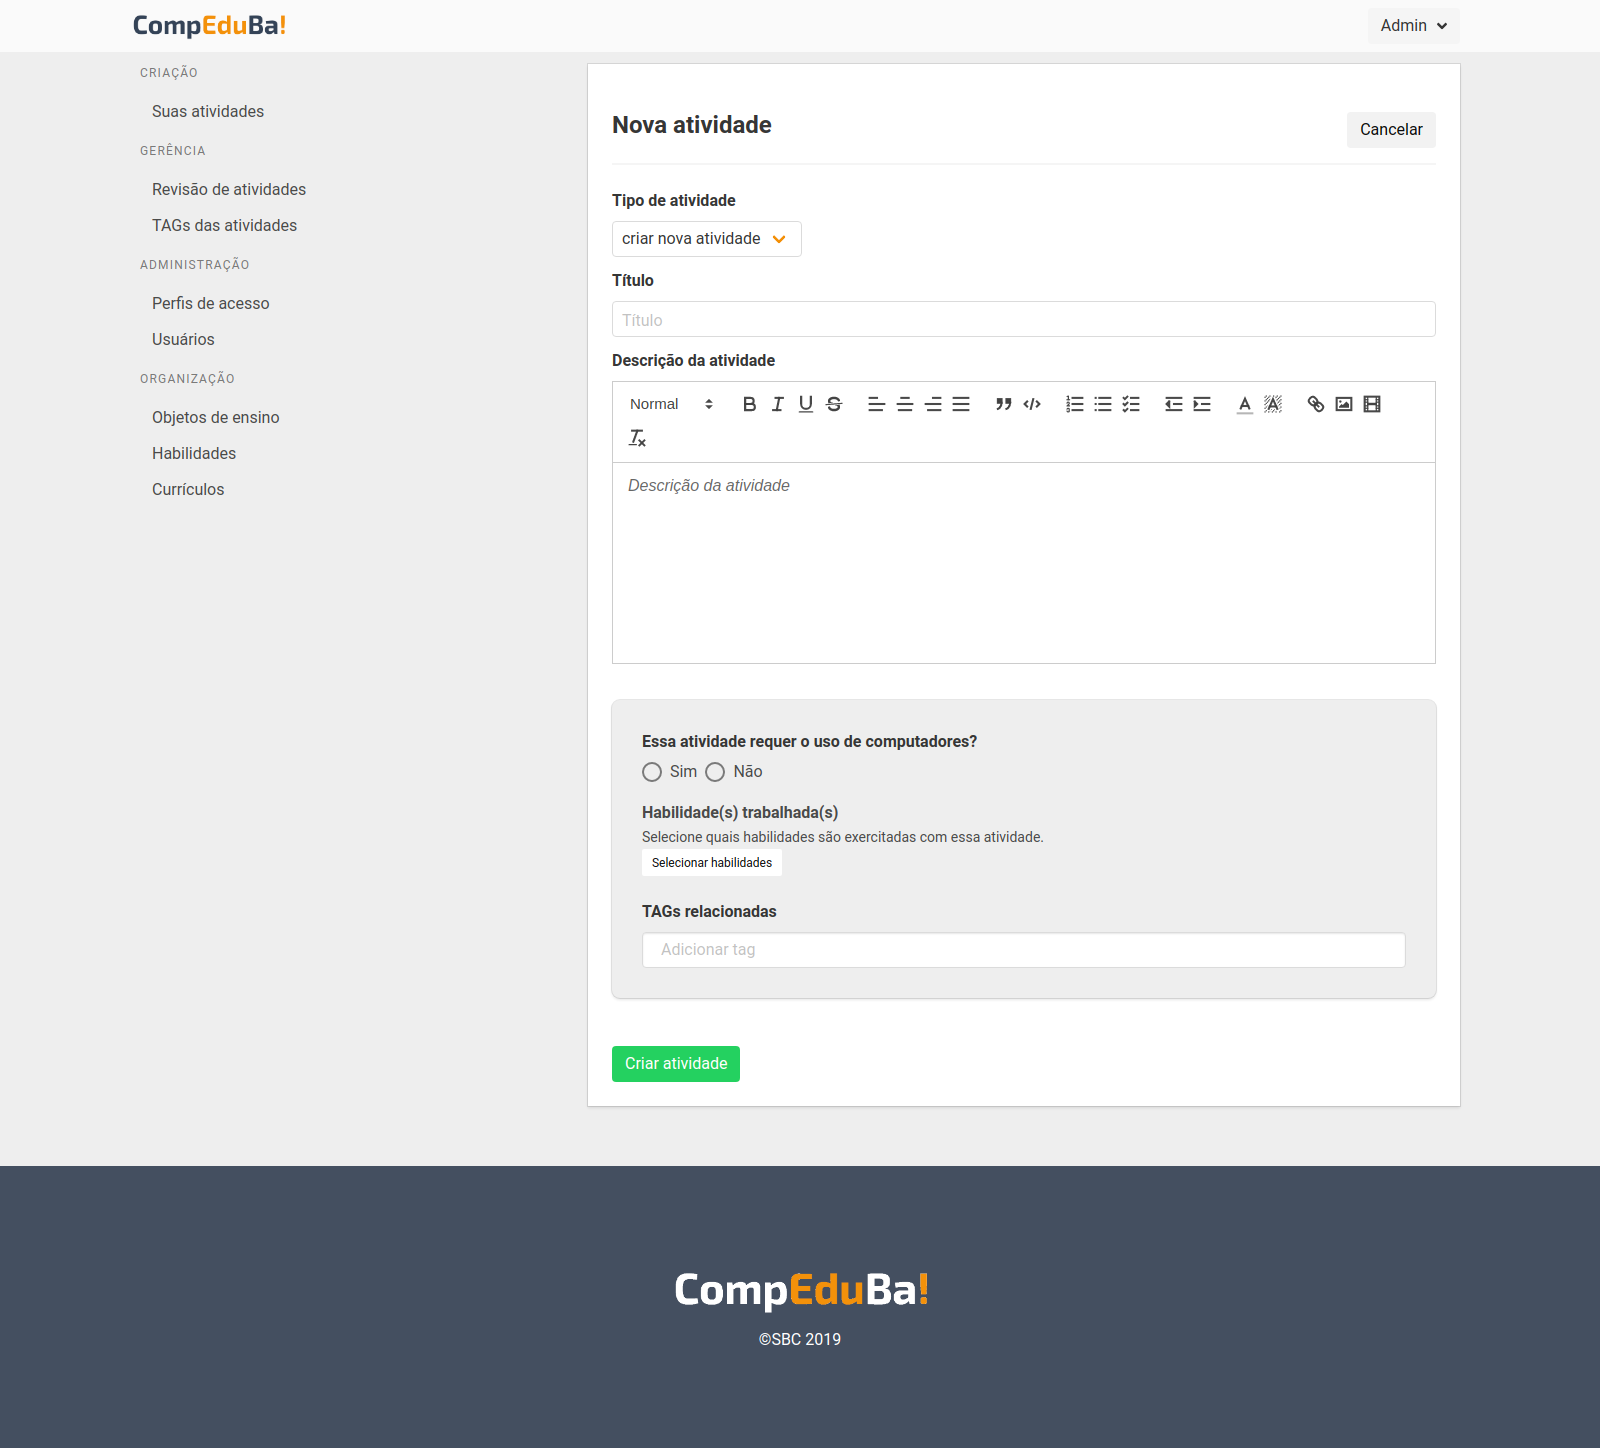 CompEduBa!
Admin
CRIAÇÃO
Suas atividades
GERÊNCIA
Revisão de atividades
TAGs das atividades
ADMINISTRAÇÃO
Perfis de acesso
Usuários
ORGANIZAÇÃO
Objetos de ensino
Habilidades
Currículos
Nova atividade
Cancelar
Tipo de atividade
criar nova atividade
Título
Título
Descrição da atividade
Normal
Descrição da atividade
Essa atividade requer o uso de computadores?
Sim Não
Habilidade(s) trabalhada(s)
Selecione quais habilidades são exercitadas com essa atividade.
Selecionar habilidades
TAGs relacionadas
Adicionar tag
Criar atividade
CompEduBa!
©SBC 2019